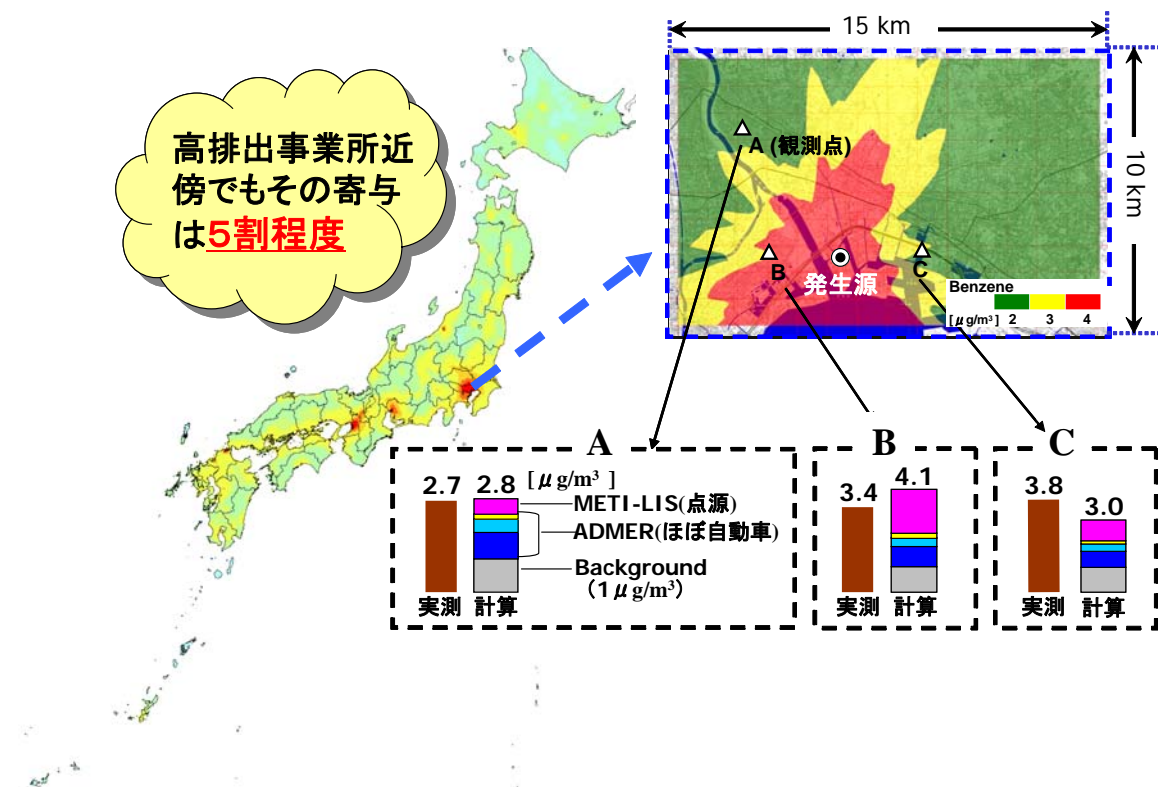 高排出事業所近
傍でもその寄与
は5割程度
15 km
10 km
A (観測点)
B
発生源
C
Benzene
[μg/m³] 2 3 4
A
2.7 2.8 [μg/m³]
METI-LIS(点源)
ADMER(ほぼ自動車)
Background
(1μg/m³)
実測 計算
B
3.4 4.1
実測 計算
C
3.8 3.0
実測 計算